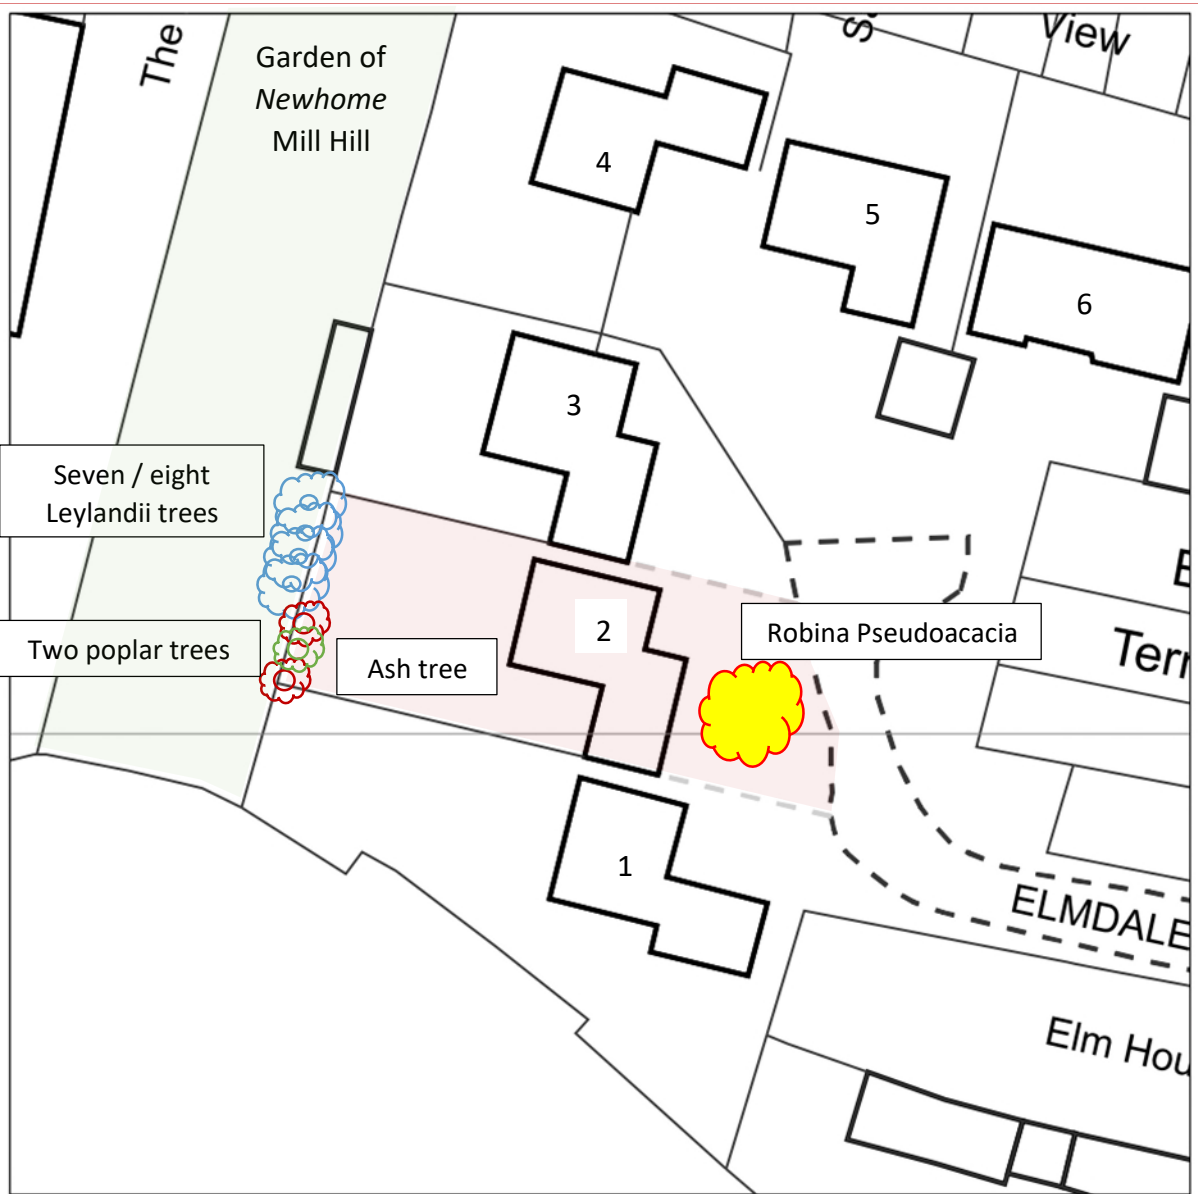 The
Garden of
Newhome
Mill Hill
View
4
5
6
3
Seven / eight
Leylandii trees
Two poplar trees
Ash tree
2
Robina Pseudoacacia
Terr
1
ELMDALE
Elm Hou